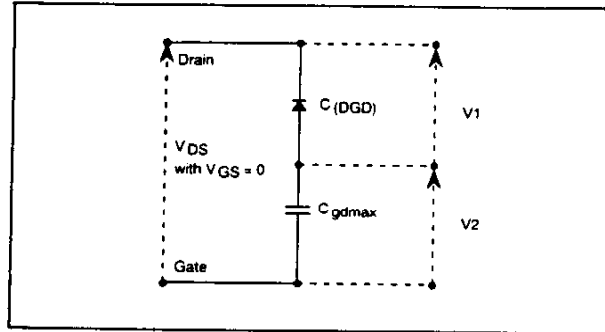 Drain
C(DGD)
V1
VDS
with VGS = 0
Cgdmax
V2
Gate